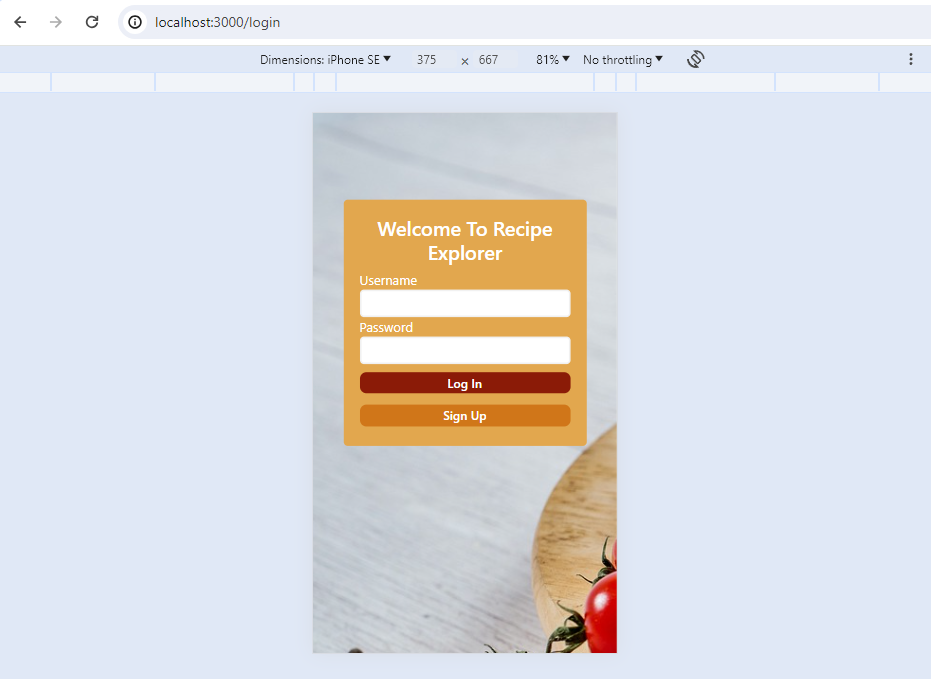 localhost:3000/login
Dimensions: iPhone SE 375 × 667 81% No throttling
Welcome To Recipe
Explorer
Username
Password
Log In
Sign Up